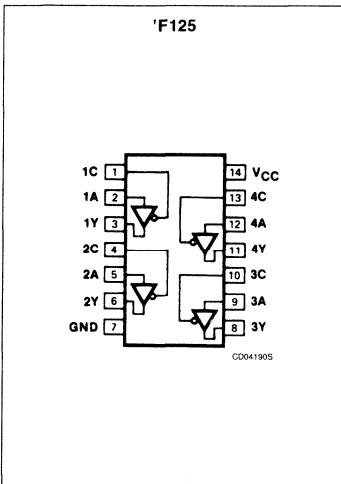 'F125
1C 1 14 VCC
1A 2 13 4C
1Y 3 12 4A
2C 4 11 4Y
2A 5 10 3C
2Y 6 9 3A
GND 7 8 3Y
CD04190S